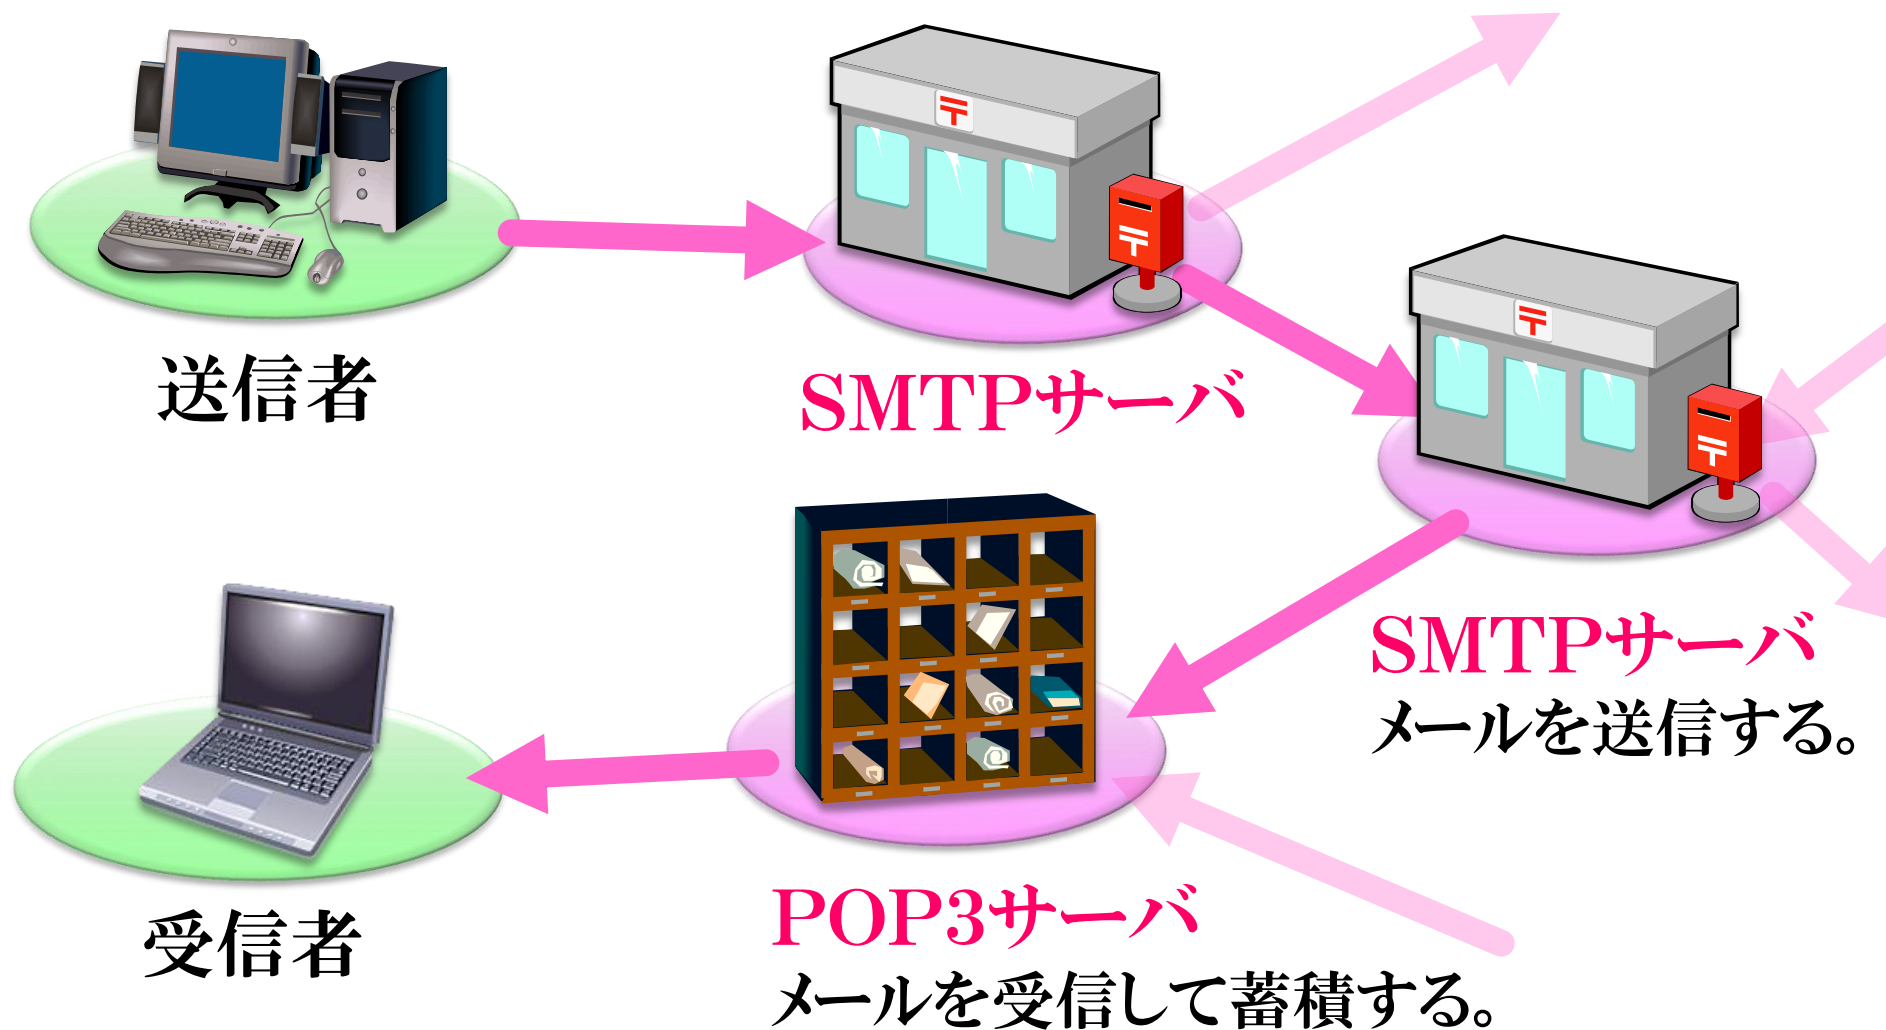 送信者
SMTPサーバ
SMTPサーバ
メールを送信する。
受信者
POP3サーバ
メールを受信して蓄積する。